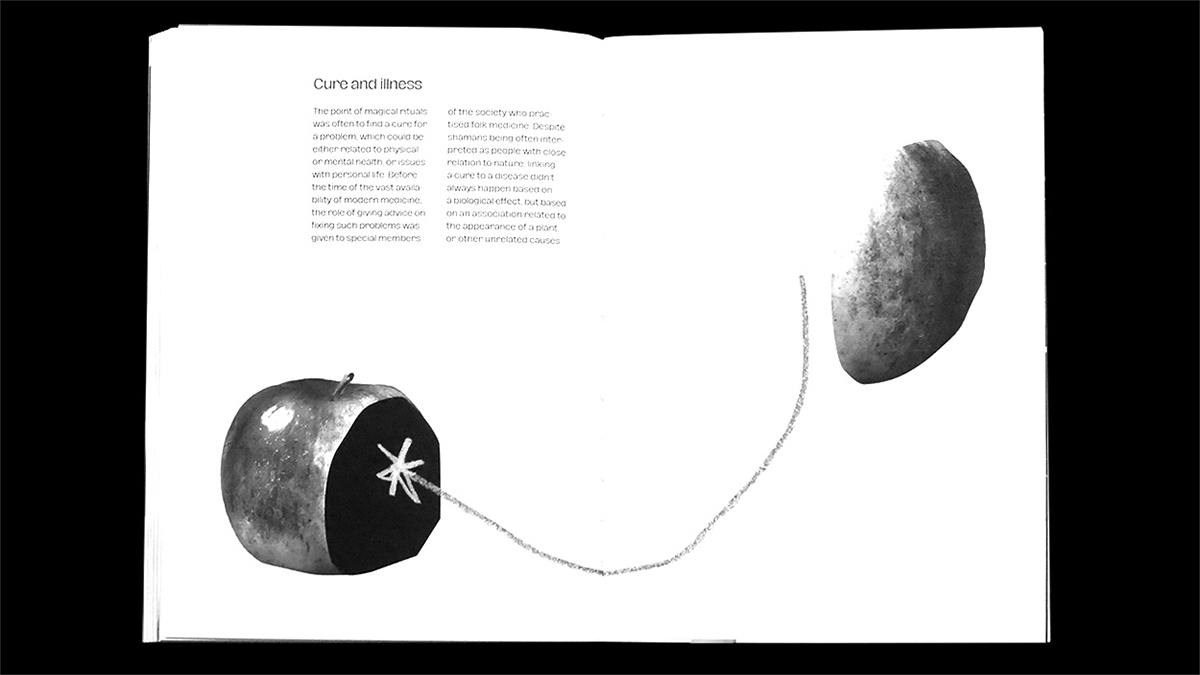 Cure and illness
The point of magical rituals
was often to find a cure for
a problem, which could be
either related to physical
or mental health, or issues
with personal life. Before
the time of the vast availa-
bility of modern medicine,
the role of giving advice on
fixing such problems was
given to special members
of the society who prac-
tised folk medicine. Despite
shamans being often inter-
preted as people with close
relation to nature, linking
a cure to a disease didn't
always happen based on
a biological effect, but based
on an association related to
the appearance of a plant,
or other unrelated causes